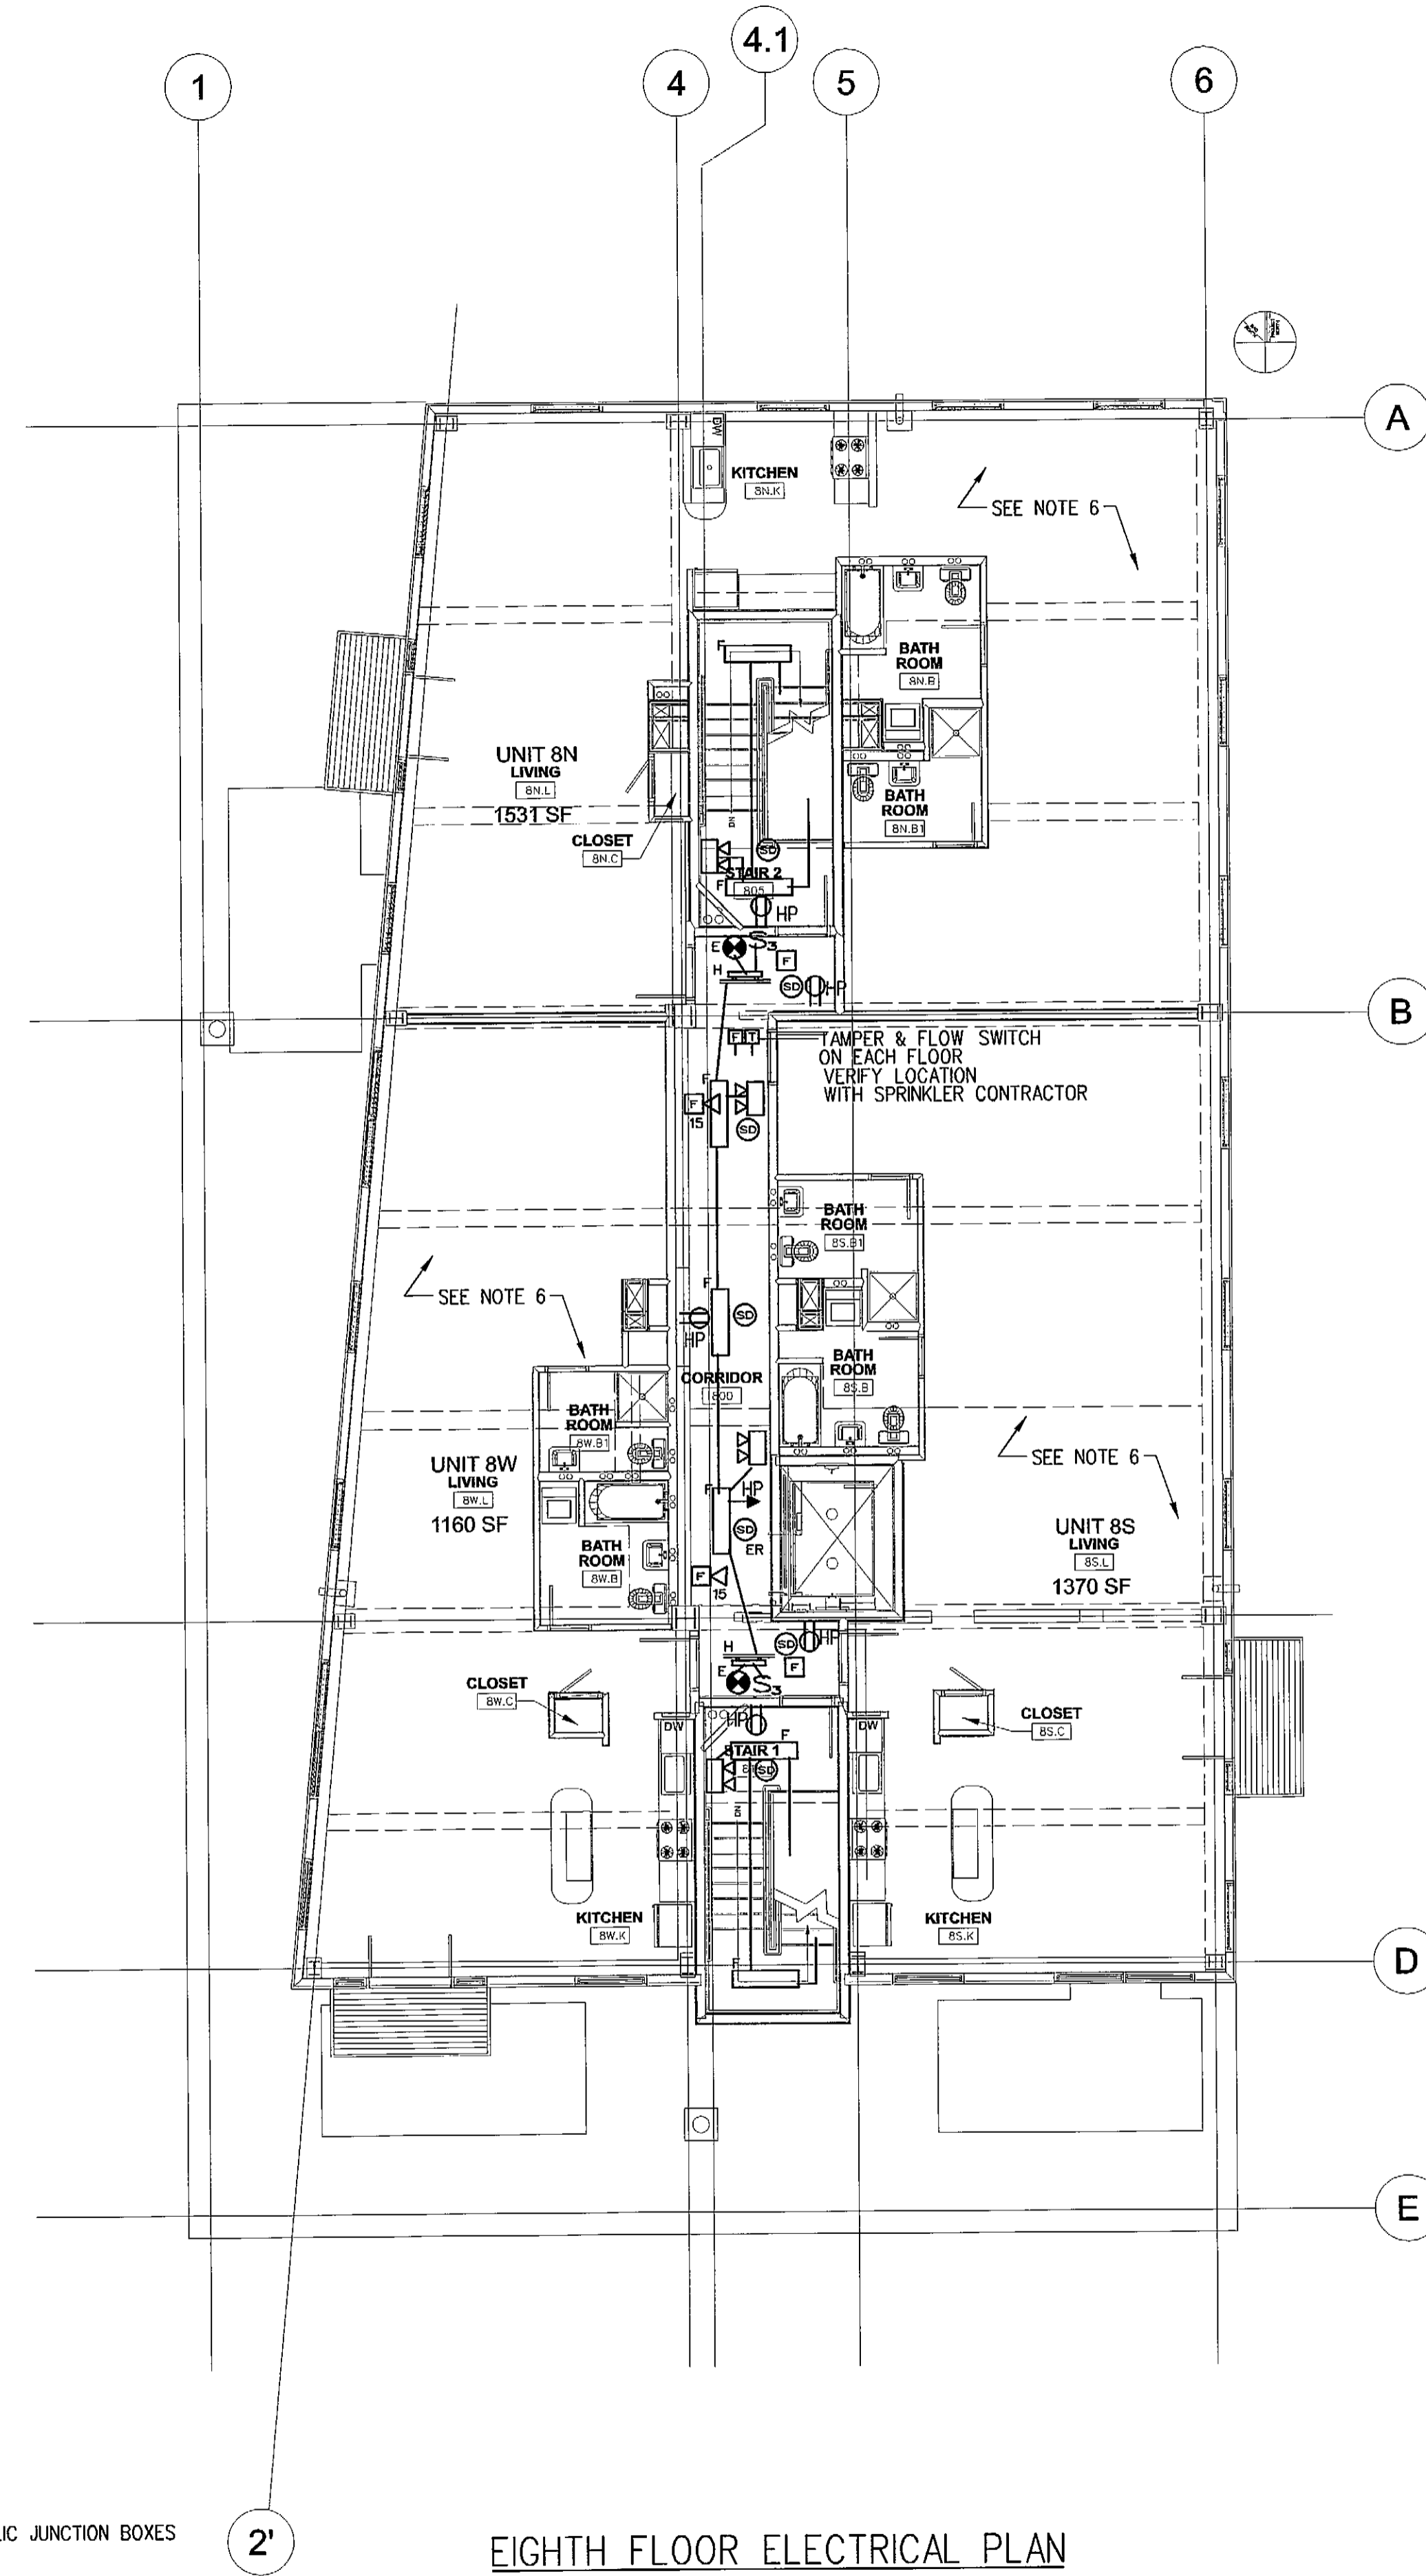 4.1
1
4
5
6
A
DW
KITCHEN
8N.K
SEE NOTE 6
F
BATH
ROOM
8N.B
UNIT 8N
LIVING
8N.L
1531 SF
BATH
ROOM
8N.B1
CLOSET
8N.C
DN
SD
STAIR 2
F
805
HP
E
S3
F
H
SD
HP
B
F T
TAMPER & FLOW SWITCH
ON EACH FLOOR
VERIFY LOCATION
WITH SPRINKLER CONTRACTOR
F
F
15
SD
BATH
ROOM
8S.B1
SEE NOTE 6
F
SD
HP
BATH
ROOM
8S.B
CORRIDOR
800
BATH
ROOM
8W.B1
SEE NOTE 6
UNIT 8W
LIVING
8W.L
1160 SF
F
HP
SD
ER
UNIT 8S
LIVING
8S.L
1370 SF
BATH
ROOM
8W.B
F
15
SD
HP
H
F
E
S3
CLOSET
8W.C
CLOSET
8S.C
HP
DW
F
DW
STAIR 1
SD
DN
KITCHEN
8W.K
KITCHEN
8S.K
D
F
E
LIC JUNCTION BOXES
2'
EIGHTH FLOOR ELECTRICAL PLAN